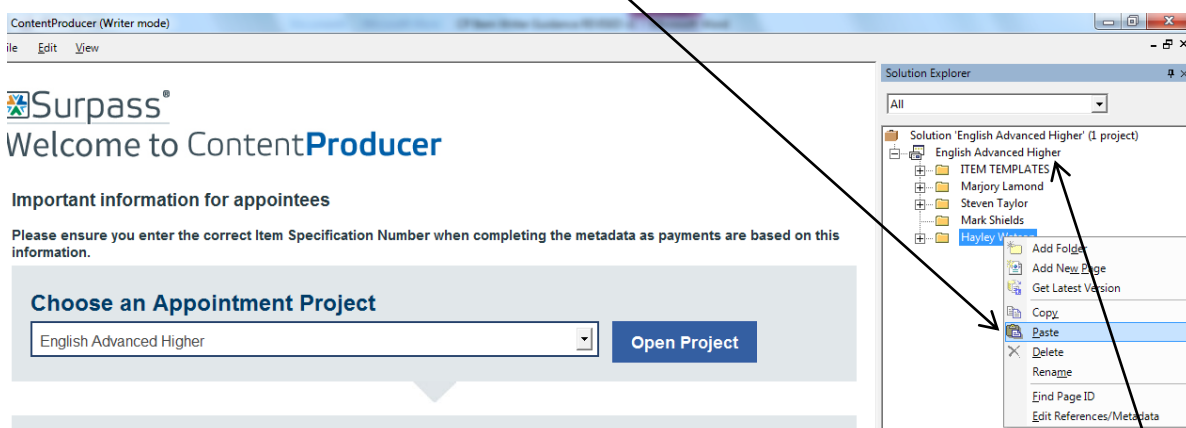 ContentProducer (Writer mode)
ile Edit View
Surpass®
Welcome to ContentProducer
Important information for appointees
Please ensure you enter the correct Item Specification Number when completing the metadata as payments are based on this
information.
Choose an Appointment Project
English Advanced Higher
Open Project
Solution Explorer
All
Solution 'English Advanced Higher' (1 project)
English Advanced Higher
ITEM TEMPLATES
Marjory Lamond
Steven Taylor
Mark Shields
Hayley Watson
Add Folder
Add New Page
Get Latest Version
Copy
Paste
Delete
Rename
Find Page ID
Edit References/Metadata